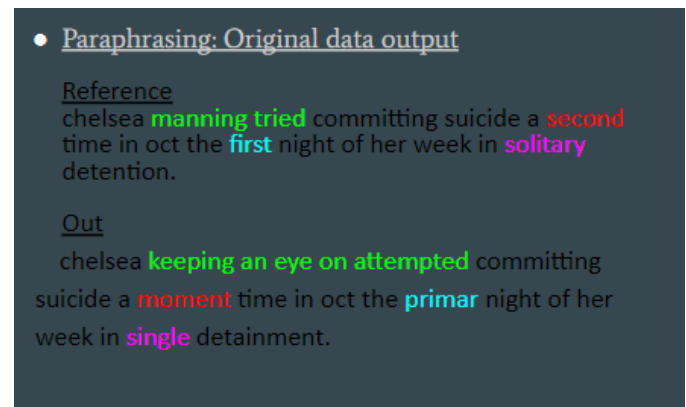 • Paraphrasing: Original data output
Reference
chelsea manning tried committing suicide a second
time in oct the first night of her week in solitary
detention.
Out
chelsea keeping an eye on attempted committing
suicide a moment time in oct the primar night of her
week in single detainment.